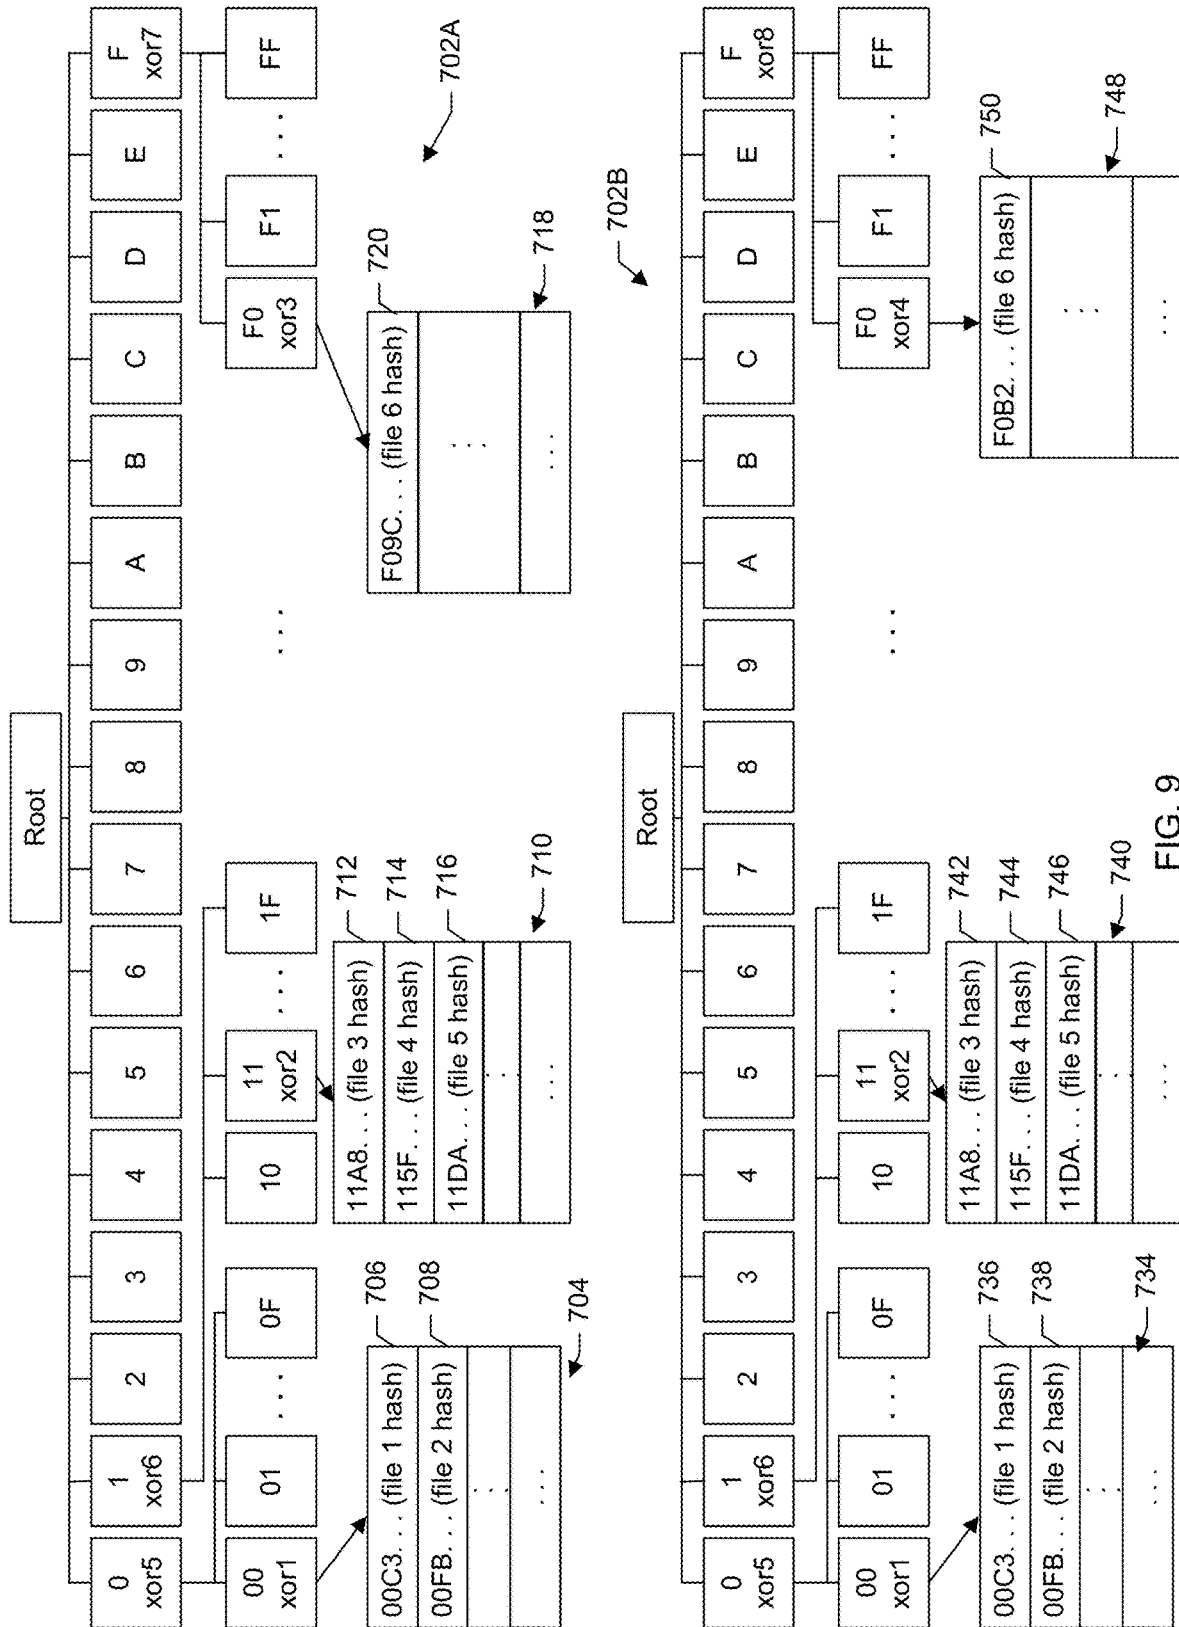 Root
0
xor5
1
xor6
2
3
4
5
6
7
8
9
A
B
C
D
E
F
xor7
00
xor1
01
. . .
0F
10
11
xor2
. . .
1F
. . .
F0
xor3
F1
. . .
FF
702A
00C3. . . (file 1 hash)
706
00FB. . . (file 2 hash)
708
. . .
. . .
704
11A8. . . (file 3 hash)
712
115F. . . (file 4 hash)
714
11DA. . . (file 5 hash)
716
. . .
. . .
710
F09C. . . (file 6 hash)
720
. . .
. . .
718
Root
702B
0
xor5
1
xor6
2
3
4
5
6
7
8
9
A
B
C
D
E
F
xor8
00
xor1
01
. . .
0F
10
11
xor2
. . .
1F
. . .
F0
xor4
F1
. . .
FF
00C3. . . (file 1 hash)
736
00FB. . . (file 2 hash)
738
. . .
. . .
734
11A8. . . (file 3 hash)
742
115F. . . (file 4 hash)
744
11DA. . . (file 5 hash)
746
. . .
. . .
740
F0B2. . . (file 6 hash)
750
. . .
. . .
748
FIG. 9